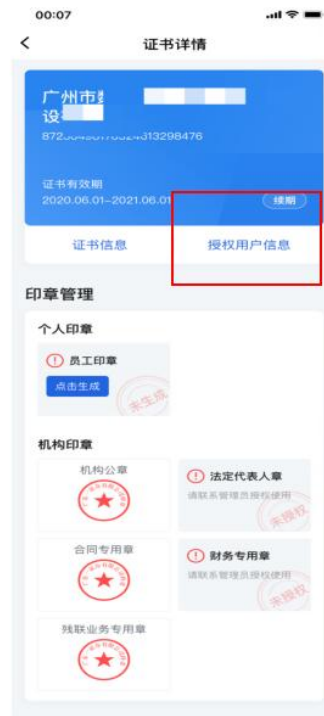 00:07
证书详情
广州市
设
证书有效期
2020.06.01-2021.06.01
续期
证书信息
授权用户信息
印章管理
个人印章
员工印章
点击生成
未生成
机构印章
机构公章
法定代表人章
请联系管理员授权使用
未授权
合同专用章
财务专用章
请联系管理员授权使用
未授权
残联业务专用章